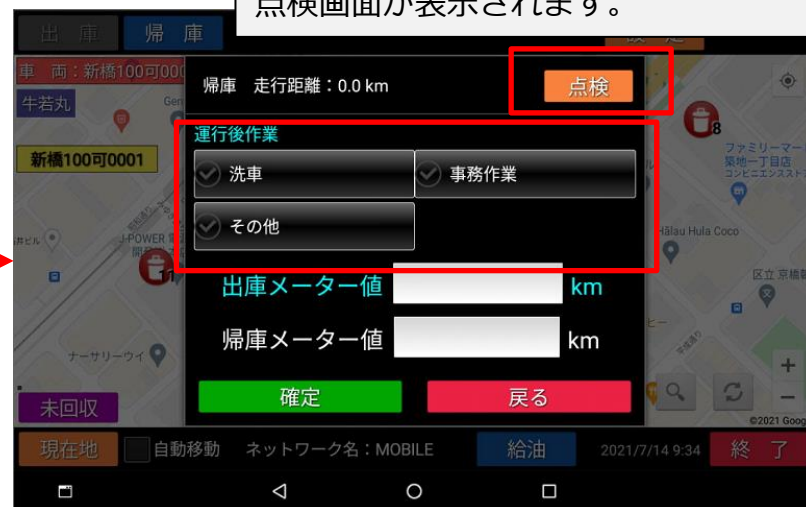 点検画面が表示されます。
出 庫 帰 庫
車 両：新橋100可000
牛若丸
Gen
新橋100可0001
帰庫 走行距離：0.0 km 点検
運行後作業
洗車 事務作業
その他
出庫メーター値 km
帰庫メーター値 km
確定 戻る
8
ファミリーマート
築地一丁目店
コンビニエンススト
Hālau Hula Coco
J-POWER
11
区立 京橋
ナーサリーウイ
未回収
©2021 Goog
現在地 自動移動 ネットワーク名：MOBILE 給油 2021/7/14 9:34 終 了